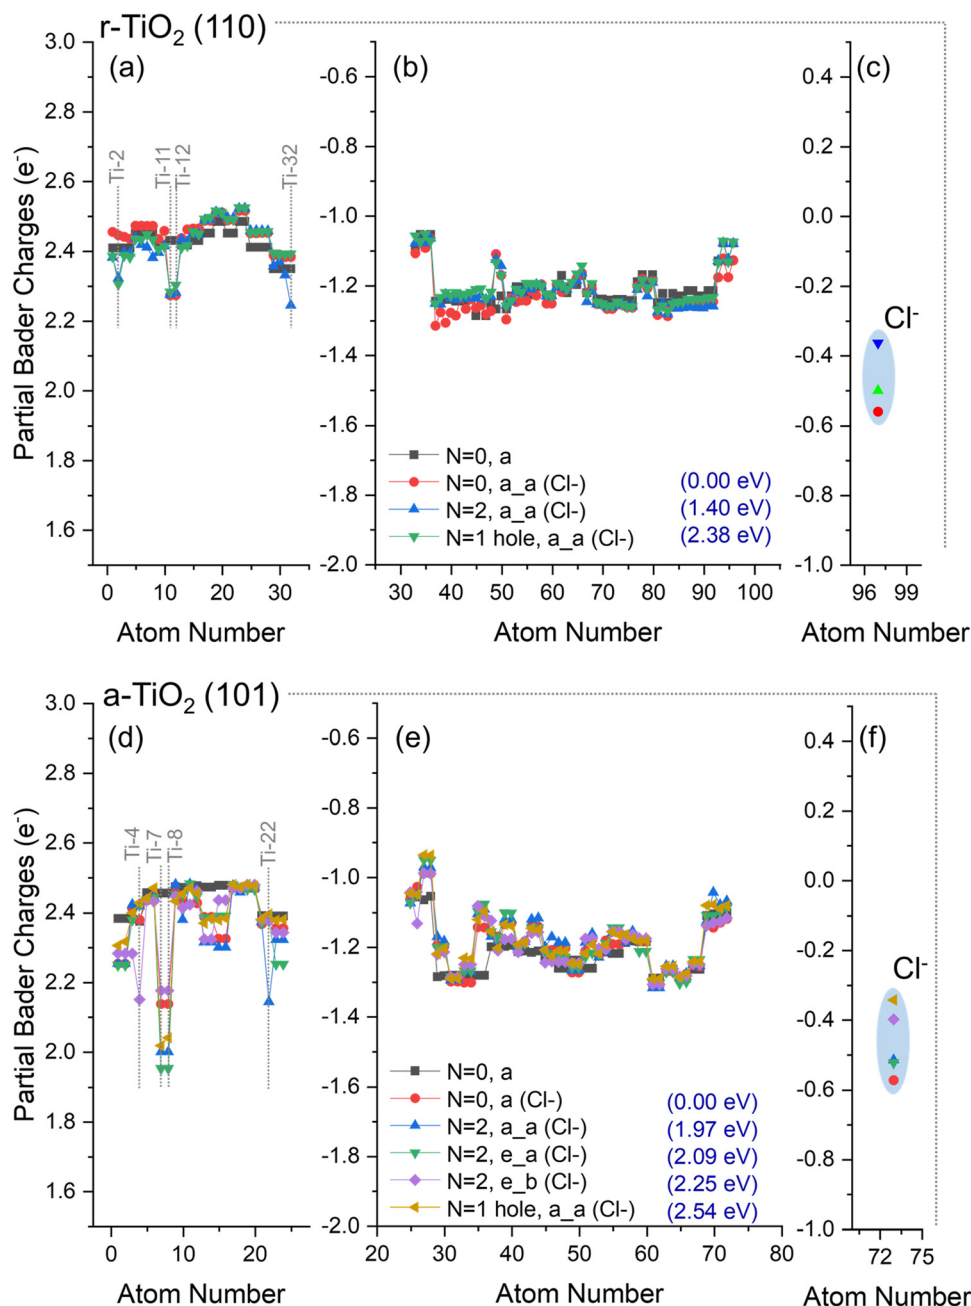 r-TiO₂ (110)
(a)
(b)
(c)
Partial Bader Charges (e⁻)
3.0
2.8
2.6
2.4
2.2
2.0
1.8
1.6
Ti-2
Ti-11
Ti-12
Ti-32
0
10
20
30
Atom Number
-0.6
-0.8
-1.0
-1.2
-1.4
-1.6
-1.8
-2.0
N=0, a
N=0, a_a (Cl-) (0.00 eV)
N=2, a_a (Cl-) (1.40 eV)
N=1 hole, a_a (Cl-) (2.38 eV)
30 40 50 60 70 80 90 100
Atom Number
0.4
0.2
0.0
-0.2
-0.4
-0.6
-0.8
-1.0
Cl⁻
96 99
Atom Number
a-TiO₂ (101)
(d)
(e)
(f)
Partial Bader Charges (e⁻)
3.0
2.8
2.6
2.4
2.2
2.0
1.8
1.6
Ti-4
Ti-7
Ti-8
Ti-22
0
10
20
Atom Number
-0.6
-0.8
-1.0
-1.2
-1.4
-1.6
-1.8
-2.0
N=0, a
N=0, a (Cl-) (0.00 eV)
N=2, a_a (Cl-) (1.97 eV)
N=2, e_a (Cl-) (2.09 eV)
N=2, e_b (Cl-) (2.25 eV)
N=1 hole, a_a (Cl-) (2.54 eV)
20 30 40 50 60 70 80
Atom Number
0.4
0.2
0.0
-0.2
-0.4
-0.6
-0.8
-1.0
Cl⁻
72 75
Atom Number